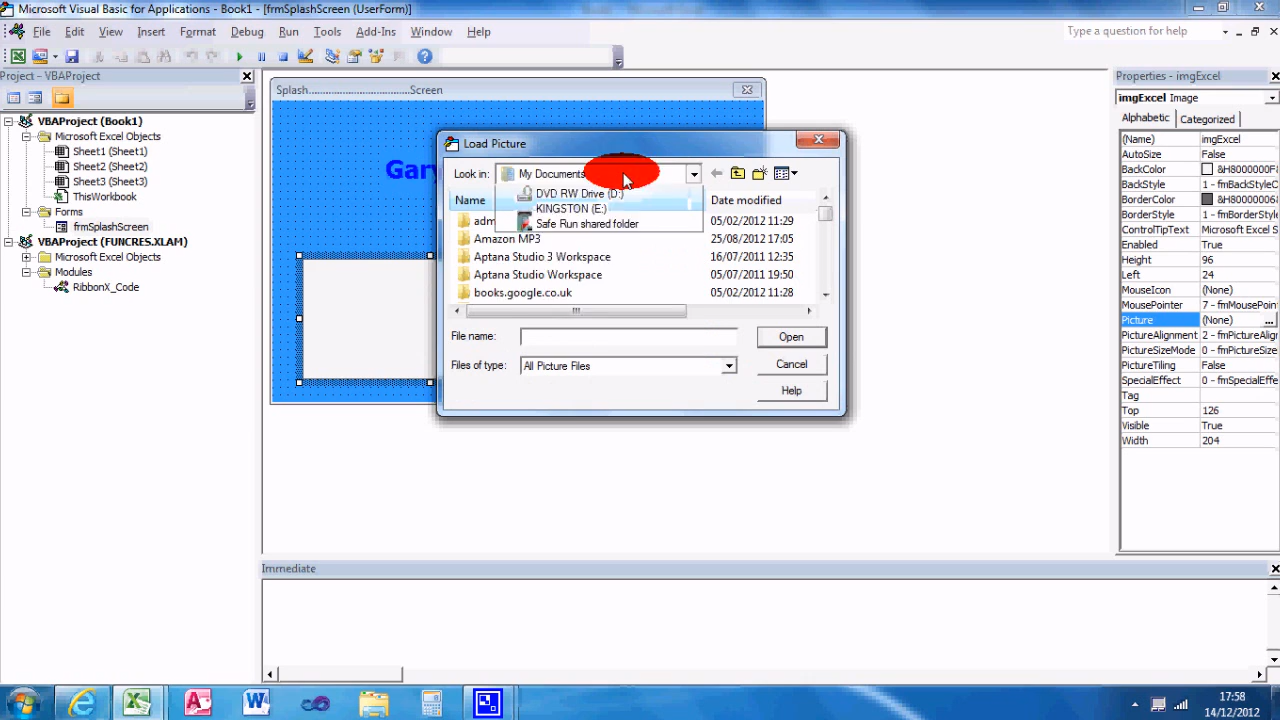 Microsoft Visual Basic for Applications - Book1 - [frmSplashScreen (UserForm)]
File Edit View Insert Format Debug Run Tools Add-Ins Window Help
Type a question for help
Project - VBAProject
VBAProject (Book1)
Microsoft Excel Objects
Sheet1 (Sheet1)
Sheet2 (Sheet2)
Sheet3 (Sheet3)
ThisWorkbook
Forms
frmSplashScreen
VBAProject (FUNCRES.XLAM)
Microsoft Excel Objects
Modules
RibbonX_Code
Splash..............................................Screen
Gary
Load Picture
Look in:
My Documents
DVD RW Drive (D:)
KINGSTON (E:)
Safe Run shared folder
Name Date modified
adm 05/02/2012 11:29
Amazon MP3 25/08/2012 17:05
Aptana Studio 3 Workspace 16/07/2011 12:35
Aptana Studio Workspace 05/07/2011 19:50
books.google.co.uk 05/02/2012 11:28
File name:
Open
Files of type: All Picture Files
Cancel
Help
Properties - imgExcel
imgExcel Image
Alphabetic Categorized
(Name) imgExcel
AutoSize False
BackColor &H8000000
BackStyle 1 - fmBackStyle
BorderColor &H8000000
BorderStyle 1 - fmBorderStyl
ControlTipText Microsoft Excel S
Enabled True
Height 96
Left 24
MouseIcon (None)
MousePointer 7 - fmMousePoin
Picture (None) ...
PictureAlignment 2 - fmPictureAlig
PictureSizeMode 0 - fmPictureSize
PictureTiling False
SpecialEffect 0 - fmSpecialEffe
Tag
Top 126
Visible True
Width 204
Immediate
17:58
14/12/2012